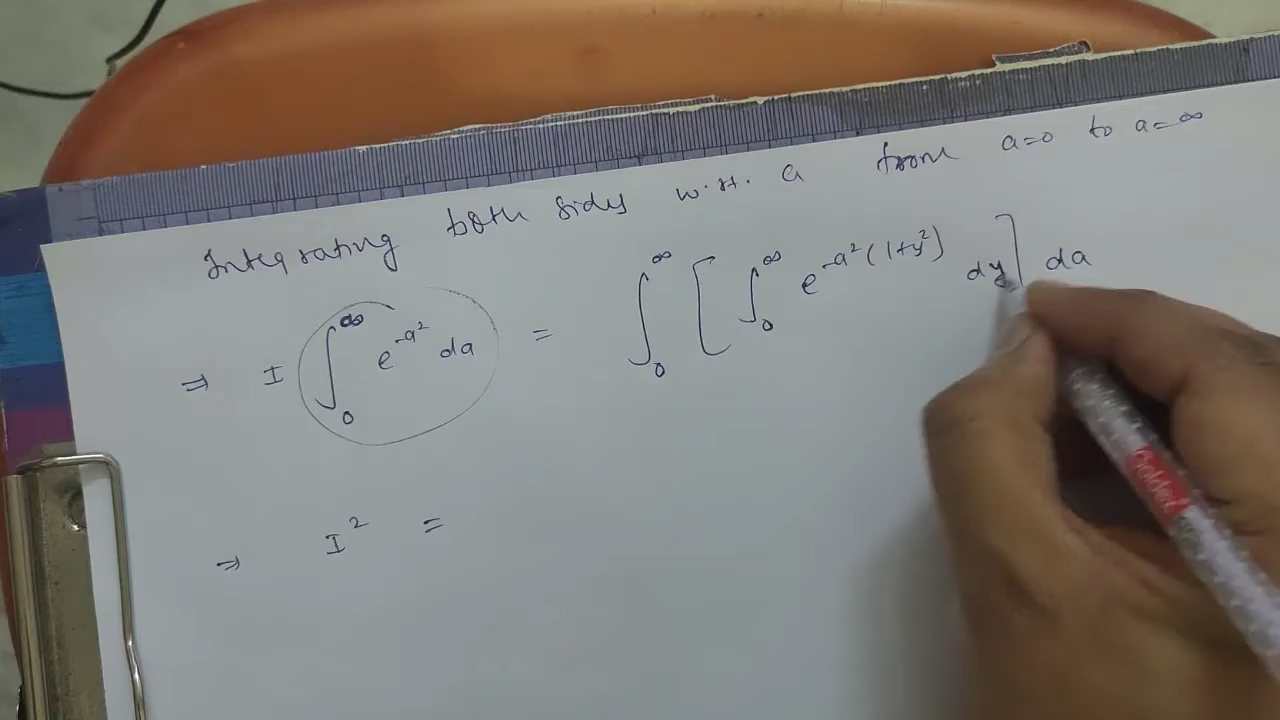 Integrating both sides w.r.t. a from a=0 to a=∞
⇒ I ∫₀^∞ e^{-a²} da = ∫₀^∞ [ ∫₀^∞ e^{-a²(1+y²)} dy ] da
⇒ I² =